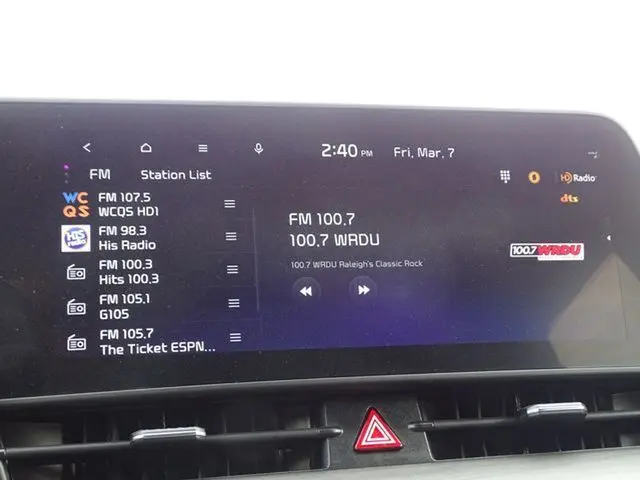 2:40 PM Fri, Mar. 7
FM Station List
HD Radio
dts
WC
QS
FM 107.5
WCQS HD1
HIS
Radio
FM 98.3
His Radio
FM 100.3
Hits 100.3
FM 105.1
G105
FM 105.7
The Ticket ESPN...
FM 100.7
100.7 WRDU
100.7 WRDU Raleigh's Classic Rock
100.7 WRDU